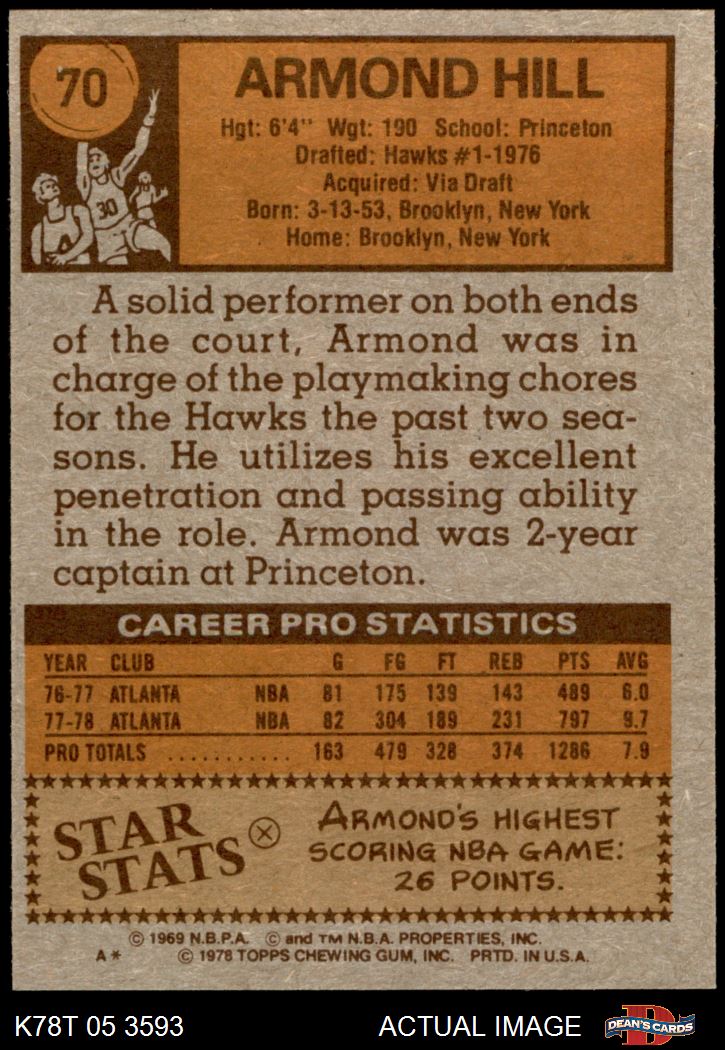 70
ARMOND HILL
Hgt: 6'4" Wgt: 190 School: Princeton
Drafted: Hawks #1-1976
Acquired: Via Draft
Born: 3-13-53, Brooklyn, New York
Home: Brooklyn, New York
30
A solid performer on both ends
of the court, Armond was in
charge of the playmaking chores
for the Hawks the past two sea-
sons. He utilizes his excellent
penetration and passing ability
in the role. Armond was 2-year
captain at Princeton.
CAREER PRO STATISTICS
YEAR CLUB G FG FT REB PTS AVG
76-77 ATLANTA NBA 81 175 139 143 489 6.0
77-78 ATLANTA NBA 82 304 189 231 797 9.7
PRO TOTALS ........... 163 479 328 374 1286 7.9
STAR
STATS
ARMOND'S HIGHEST
SCORING NBA GAME:
26 POINTS.
© 1969 N.B.P.A. © and TM N.B.A. PROPERTIES, INC.
A* © 1978 TOPPS CHEWING GUM, INC. PRTD. IN U.S.A.
K78T 05 3593 ACTUAL IMAGE D DEAN'S CARDS